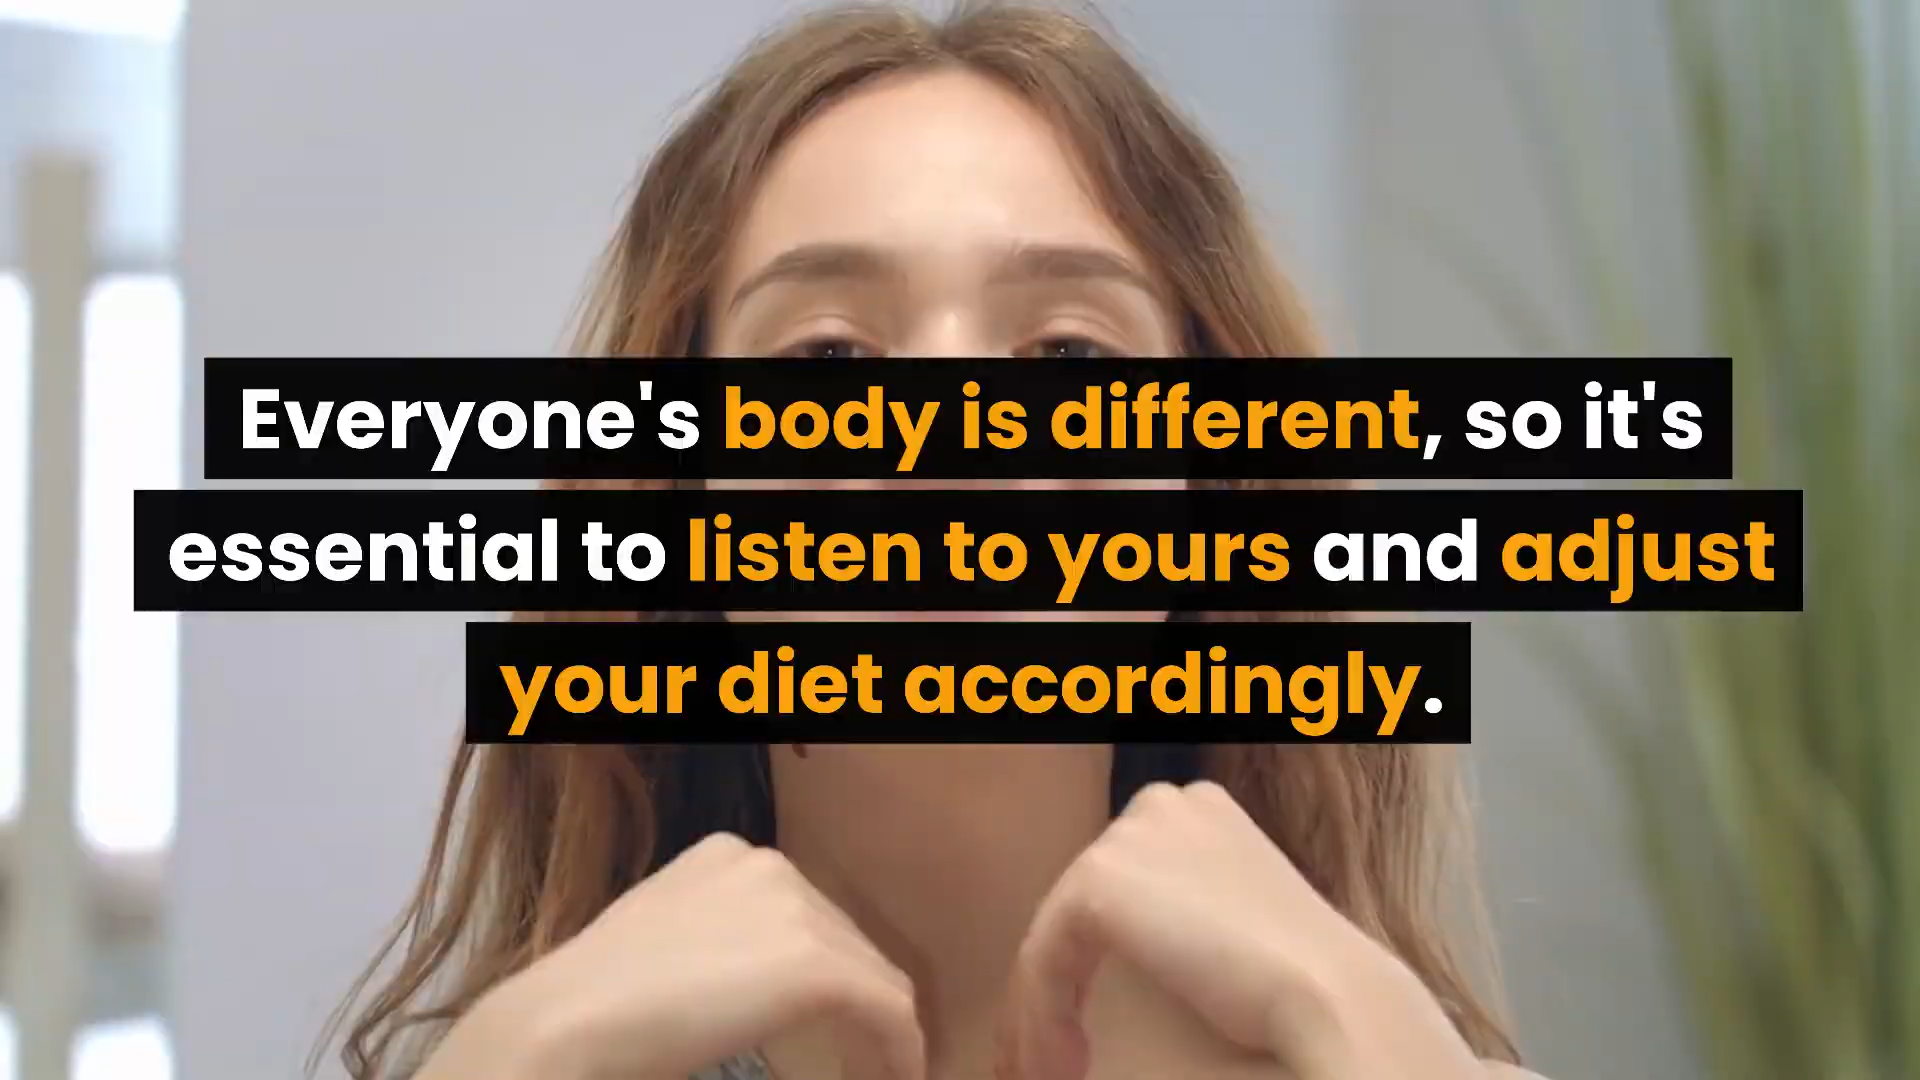 Everyone's body is different, so it's
essential to listen to yours and adjust
your diet accordingly.